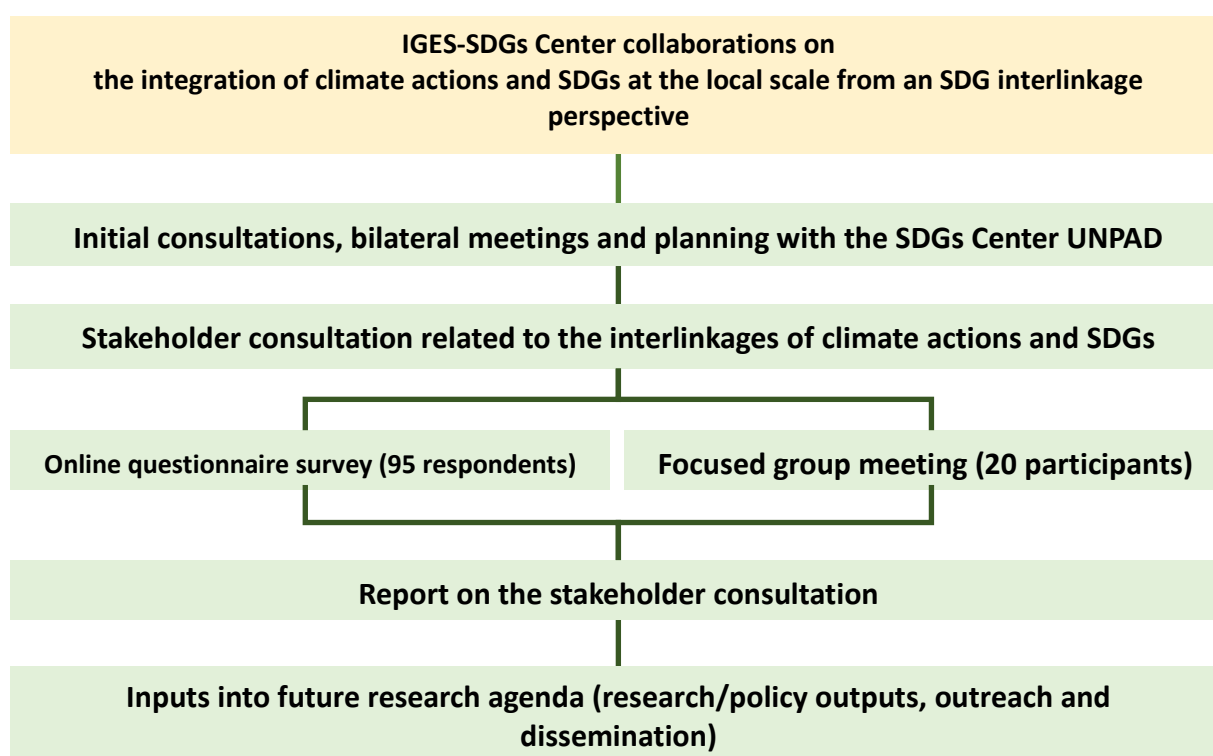 IGES-SDGs Center collaborations on
the integration of climate actions and SDGs at the local scale from an SDG interlinkage
perspective
Initial consultations, bilateral meetings and planning with the SDGs Center UNPAD
Stakeholder consultation related to the interlinkages of climate actions and SDGs
Online questionnaire survey (95 respondents)
Focused group meeting (20 participants)
Report on the stakeholder consultation
Inputs into future research agenda (research/policy outputs, outreach and
dissemination)